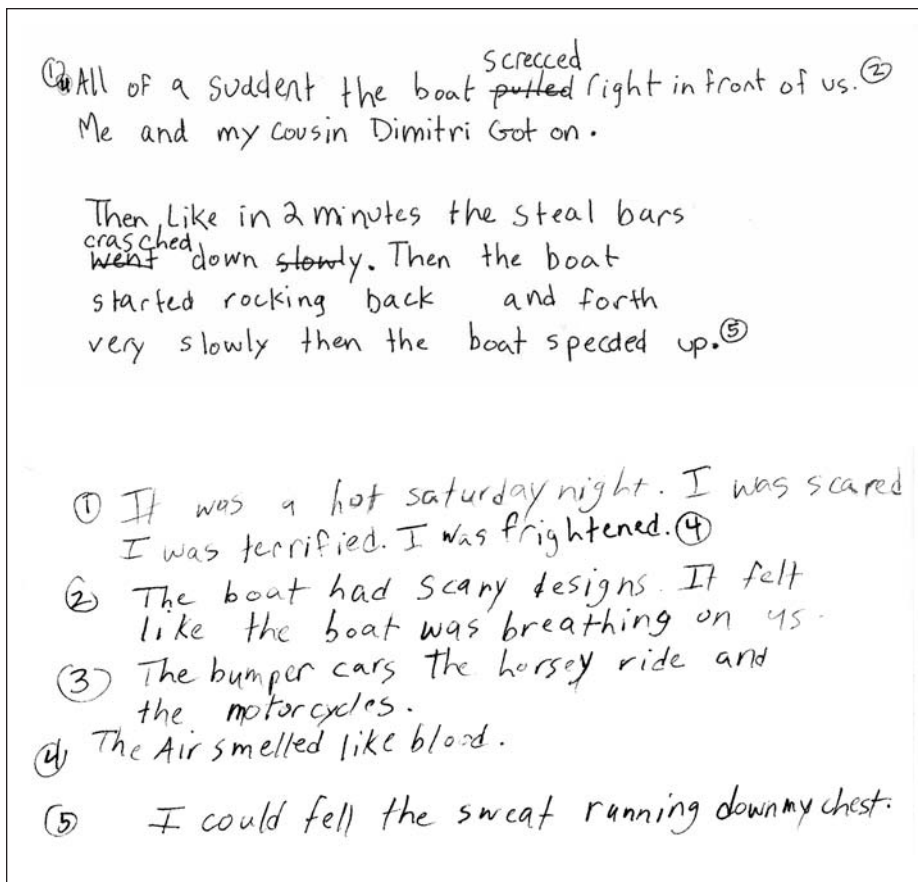 ① ④ All of a suddent the boat screcced pulled right in front of us. ②
Me and my cousin Dimitri Got on.
Then, Like in 2 minutes the steal bars
crasched went down slowly. Then the boat
started rocking back and forth
very slowly then the boat specded up. ⑤
① It was a hot saturday night. I was scared
I was terrified. I was frightened. ④
② The boat had scary designs. It felt
like the boat was breathing on us.
③ The bumper cars The horsey ride and
the motorcycles.
④ The Air smelled like blood.
⑤ I could fell the sweat running down my chest.